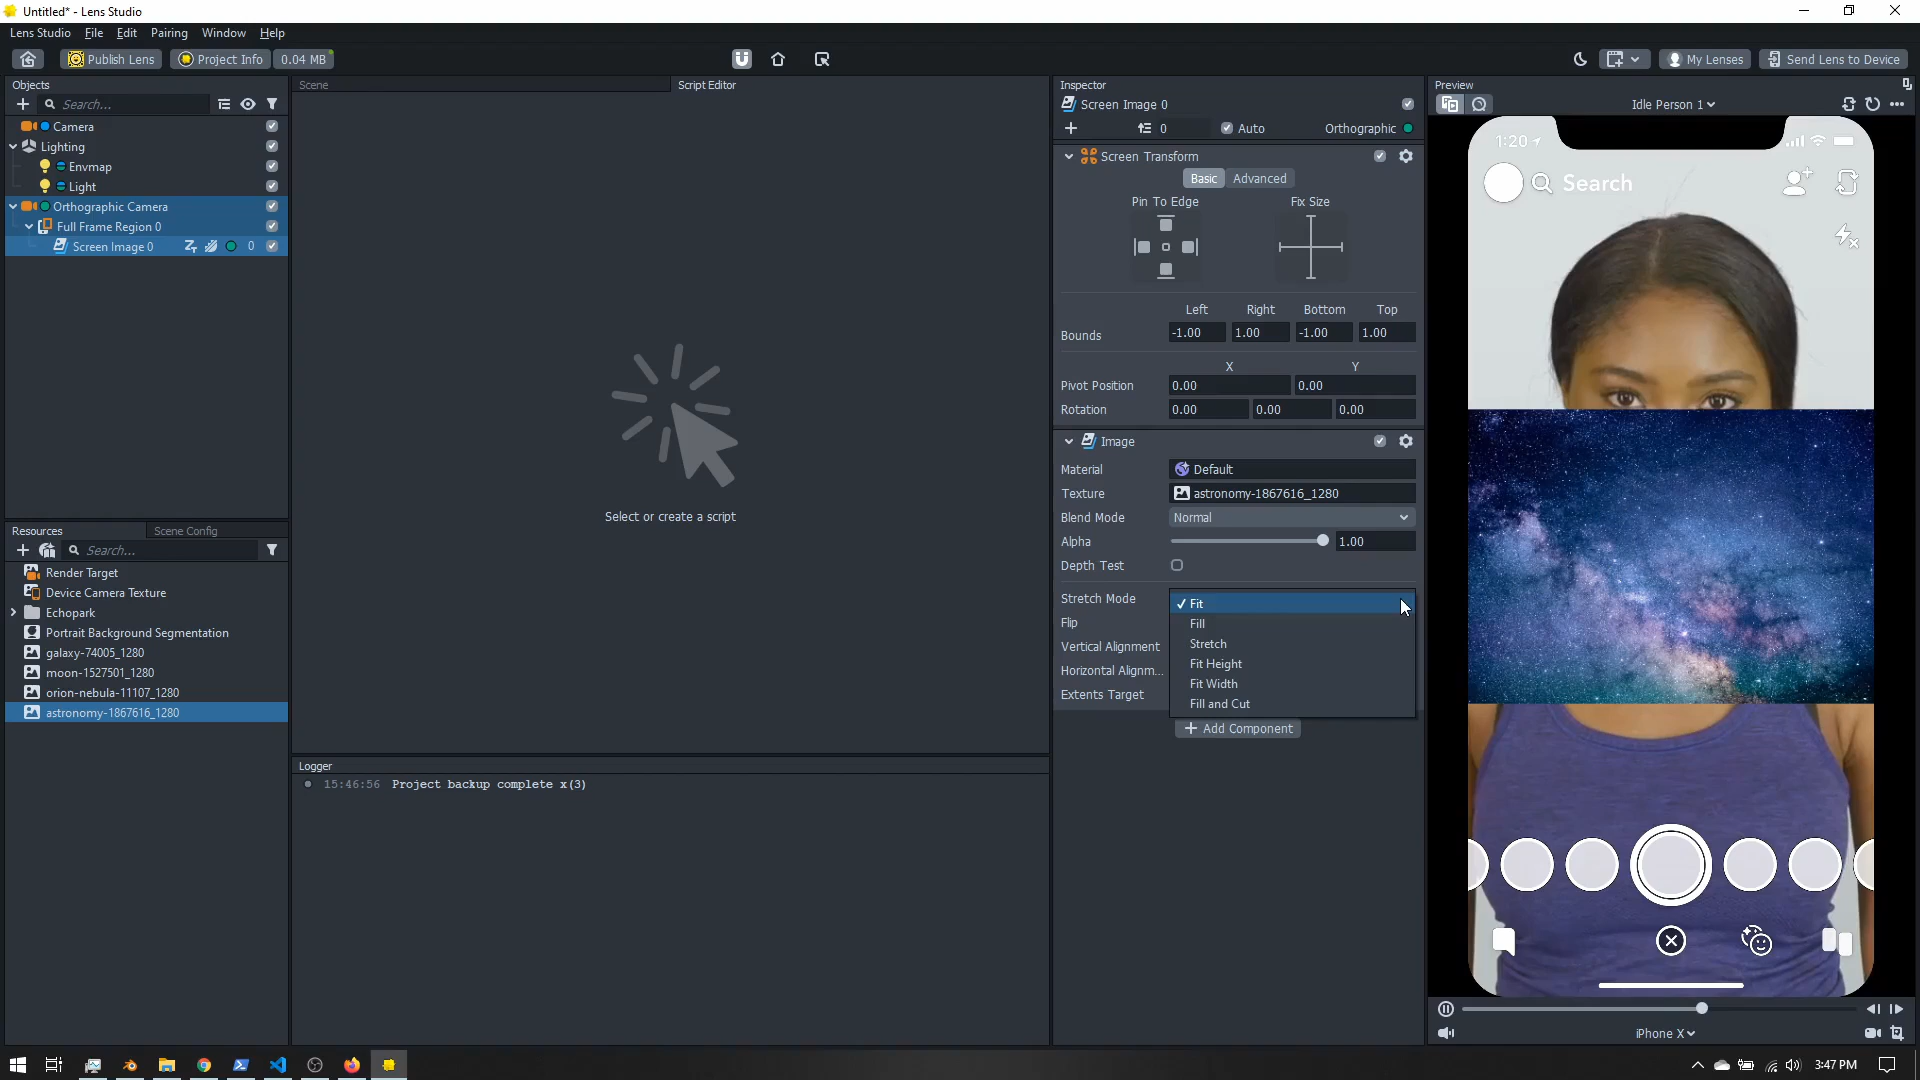 Untitled* - Lens Studio
Lens Studio File Edit Pairing Window Help
Publish Lens Project Info 0.04 MB My Lenses Send Lens to Device
Objects
Search...
Camera
Lighting
Envmap
Light
Orthographic Camera
Full Frame Region 0
Screen Image 0 0
Resources Scene Config
Search...
Render Target
Device Camera Texture
Echopark
Portrait Background Segmentation
galaxy-74005_1280
moon-1527501_1280
orion-nebula-11107_1280
astronomy-1867616_1280
Scene Script Editor
Select or create a script
Logger
15:46:56 Project backup complete x(3)
Inspector
Screen Image 0
0 Auto Orthographic
Screen Transform
Basic Advanced
Pin To Edge Fix Size
Left Right Bottom Top
Bounds -1.00 1.00 -1.00 1.00
X Y
Pivot Position 0.00 0.00
Rotation 0.00 0.00 0.00
Image
Material Default
Texture astronomy-1867616_1280
Blend Mode Normal
Alpha 1.00
Depth Test
Stretch Mode
Flip
Vertical Alignment
Horizontal Alignm...
Extents Target
✓ Fit
Fill
Stretch
Fit Height
Fit Width
Fill and Cut
Add Component
Preview
Idle Person 1
1:20
Search
iPhone X
3:47 PM